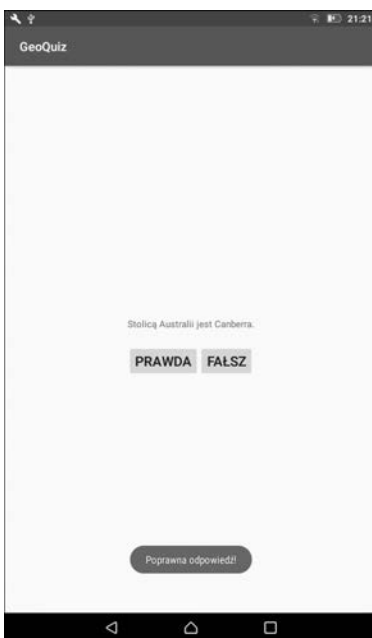 21:21
GeoQuiz
Stolicą Australii jest Canberra.
PRAWDA FAŁSZ
Poprawna odpowiedź!